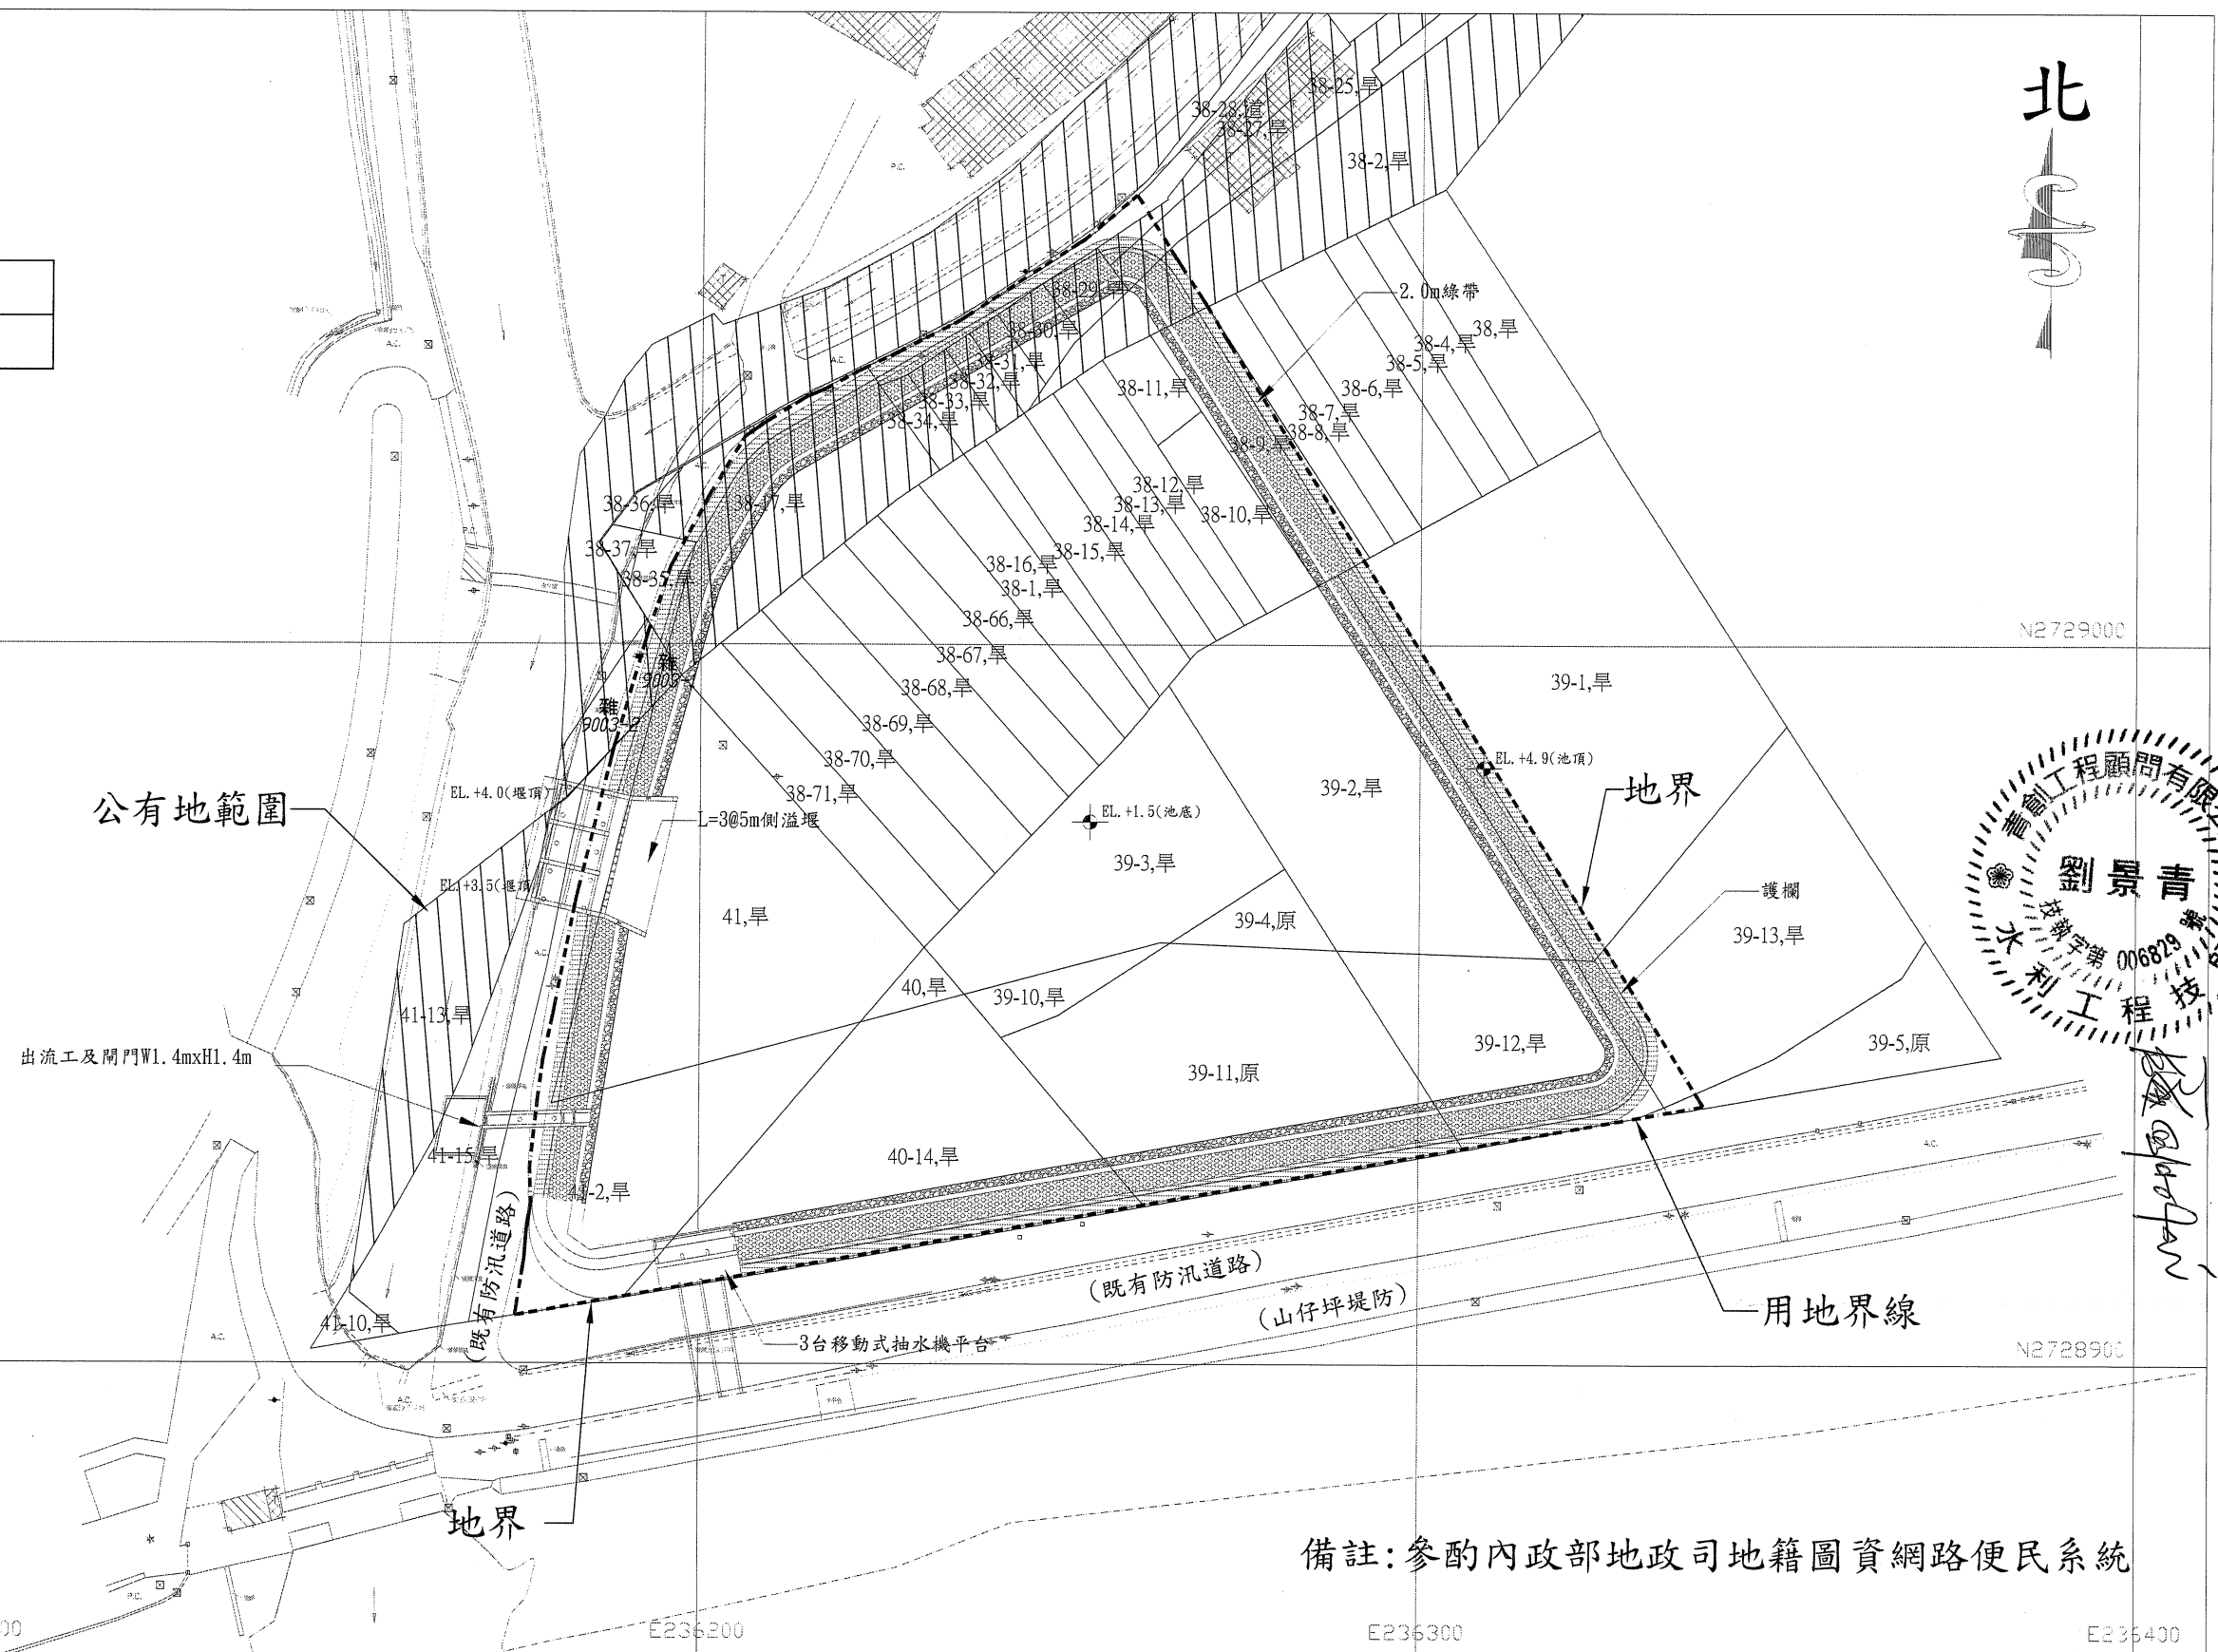 北
38-25,旱
38-28,道
38-27,旱
38-2,旱
2.0m綠帶
38-29,旱
38-30,旱
38-31,旱
38-32,旱
38-33,旱
38-34,旱
38,旱
38-4,旱
38-5,旱
38-6,旱
38-7,旱
38-8,旱
38-9,旱
38-11,旱
38-12,旱
38-13,旱
38-14,旱
38-10,旱
38-15,旱
38-16,旱
38-1,旱
38-36,旱
38-17,旱
38-37,旱
38-35,旱
38-66,旱
38-67,旱
38-68,旱
38-69,旱
38-70,旱
38-71,旱
N2729000
雜
9003-1
雜
9003-2
39-1,旱
39-2,旱
EL.+4.9(池頂)
地界
公有地範圍
EL.+4.0(堰頂)
L=3@5m側溢堰
EL.+1.5(池底)
39-3,旱
EL.+3.5(堰頂)
41,旱
39-4,原
護欄
39-13,旱
青創工程顧問有限
劉景青
技執字第006829號
水利工程技
40,旱
39-10,旱
41-13,旱
出流工及閘門W1.4mxH1.4m
39-12,旱
39-5,原
39-11,原
40-14,旱
41-15,旱
41-2,旱
(既有防汛道路)
(既有防汛道路)
(山仔坪堤防)
用地界線
41-10,旱
3台移動式抽水機平台
N2728900
地界
備註:參酌內政部地政司地籍圖資網路便民系統
E236200
E236300
E236400
A.C.
A.C.
A.C.
A.C.
P.C.
P.C.
P.C.